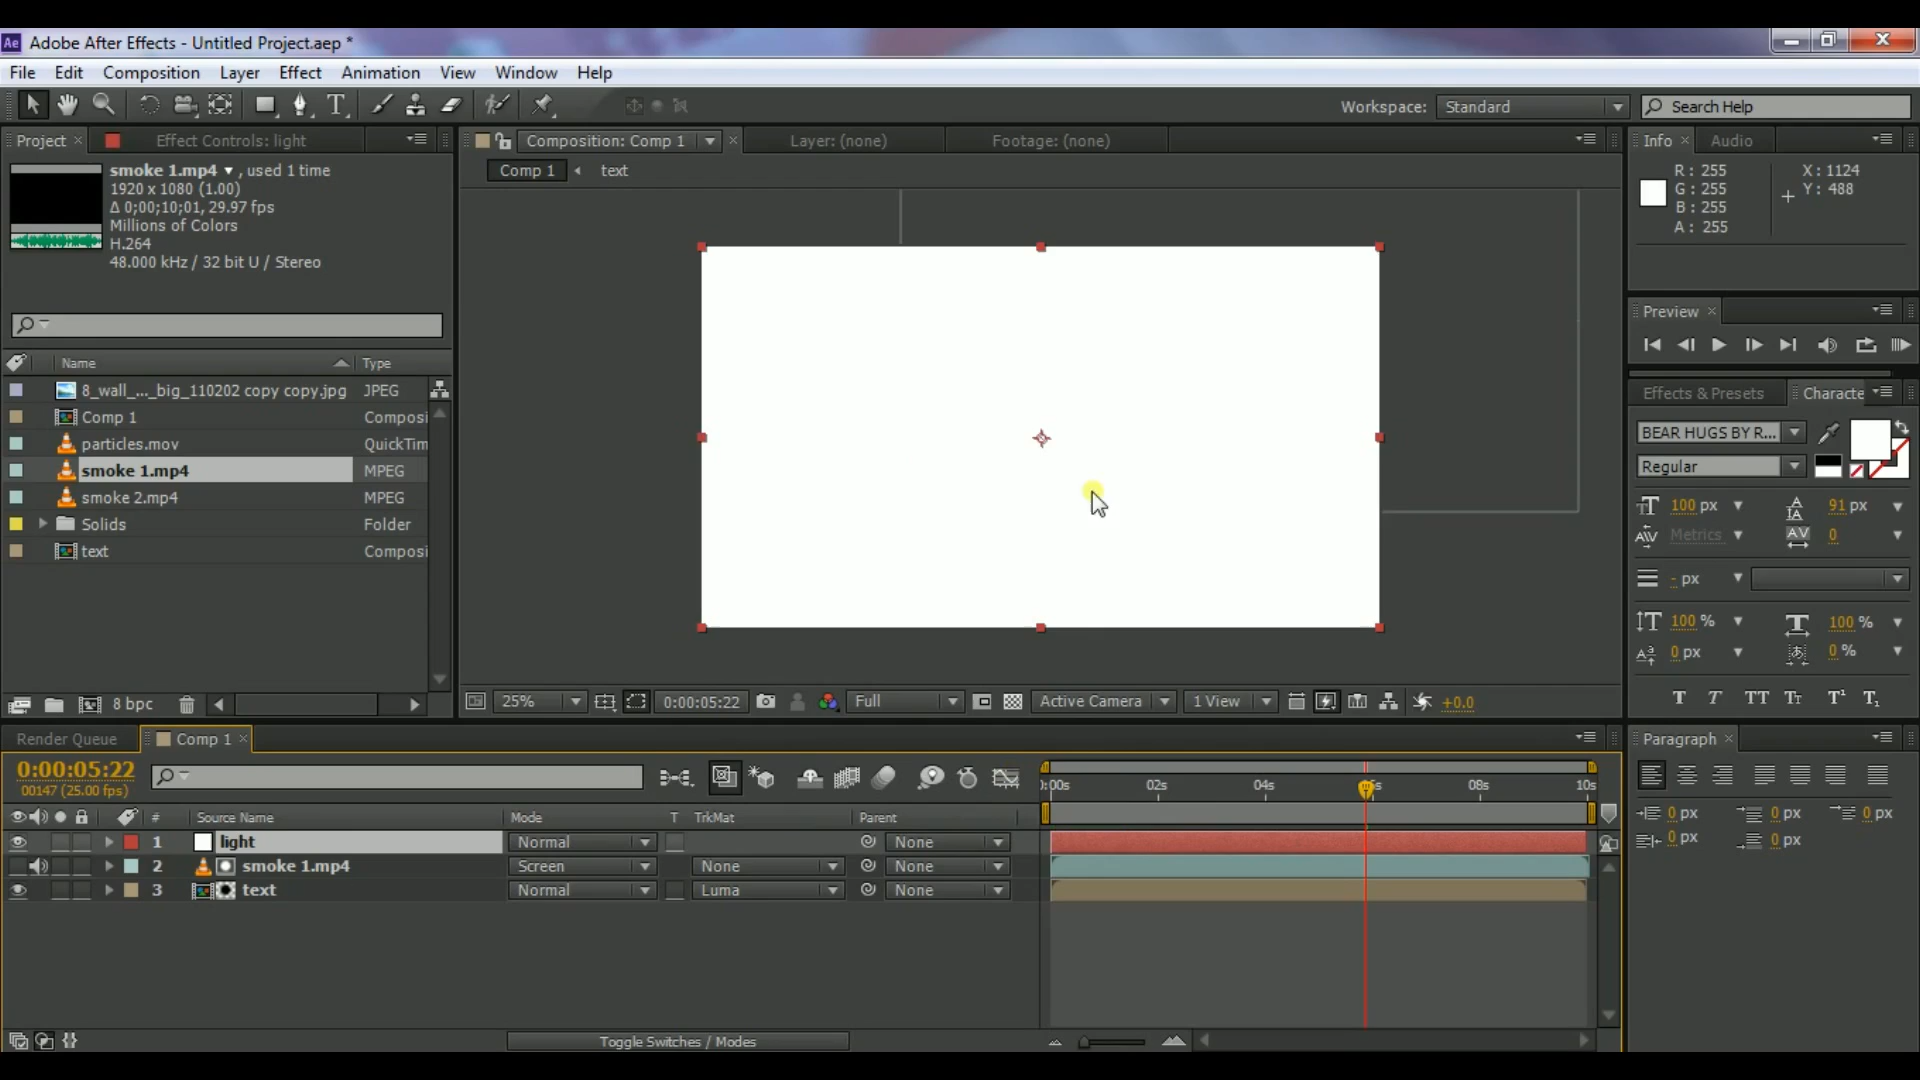 Ae Adobe After Effects - Untitled Project.aep *
File Edit Composition Layer Effect Animation View Window Help
Workspace: Standard Search Help
Project × Effect Controls: light
smoke 1.mp4 ▼ , used 1 time
1920 x 1080 (1.00)
Δ 0;00;10;01, 29.97 fps
Millions of Colors
H.264
48.000 kHz / 32 bit U / Stereo
Name Type
8_wall_..._big_110202 copy copy.jpg JPEG
Comp 1 Composi
particles.mov QuickTim
smoke 1.mp4 MPEG
smoke 2.mp4 MPEG
Solids Folder
text Composi
8 bpc
Composition: Comp 1 Layer: (none) Footage: (none)
Comp 1 text
25% 0:00:05:22 Full Active Camera 1 View +0.0
Info × Audio
R : 255 X : 1124
G : 255 Y : 488
B : 255
A : 255
Preview ×
Effects & Presets Characte
BEAR HUGS BY R...
Regular
100 px 91 px
Metrics 0
- px
100 % 100 %
0 px 0 %
T T TT Tt T¹ T₁
Render Queue Comp 1 ×
0:00:05:22
00147 (25.00 fps)
):00s 02s 04s 5s 08s 10s
# Source Name Mode T TrkMat Parent
1 light Normal None
2 smoke 1.mp4 Screen None None
3 text Normal Luma None
Toggle Switches / Modes
Paragraph ×
0 px 0 px 0 px
0 px 0 px